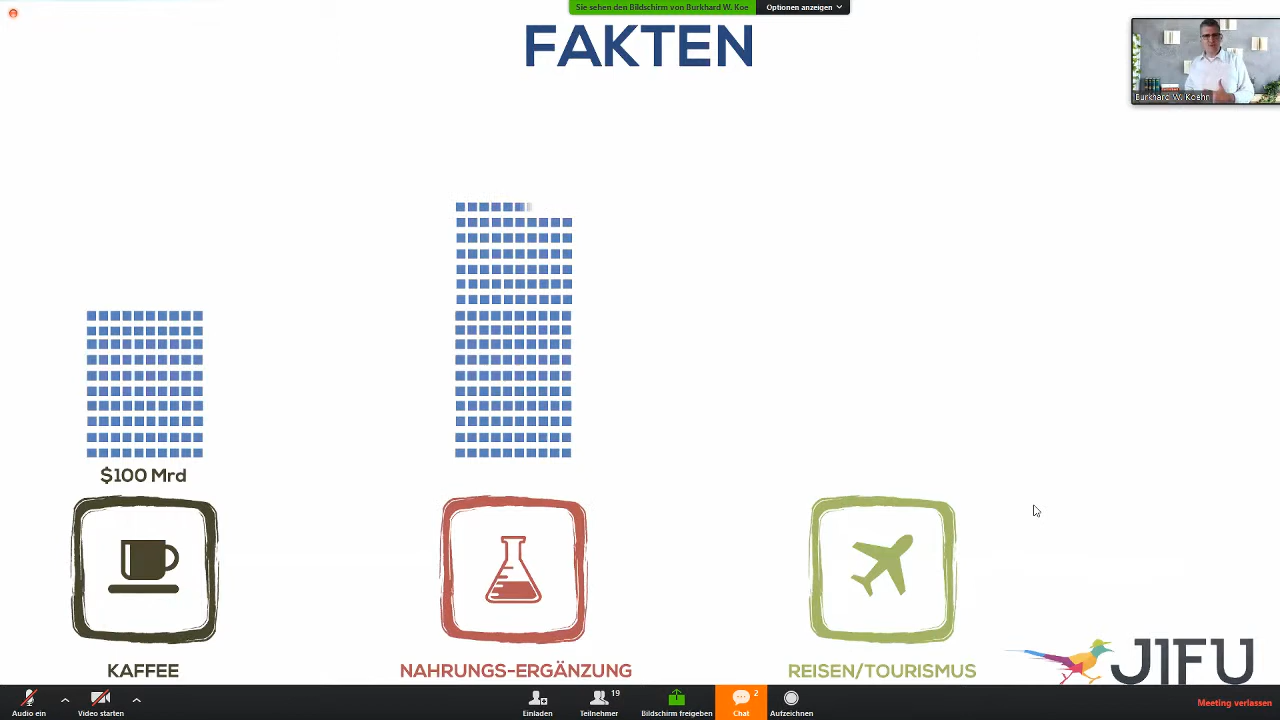 Sie sehen den Bildschirm von Burkhard W. Koe
Optionen anzeigen
FAKTEN
Burkhard W. Koehn
$100 Mrd
KAFFEE
NAHRUNGS-ERGÄNZUNG
REISEN/TOURISMUS
JIFU
Audio ein
Video starten
Einladen
Teilnehmer
19
Bildschirm freigeben
Chat
2
Aufzeichnen
Meeting verlassen